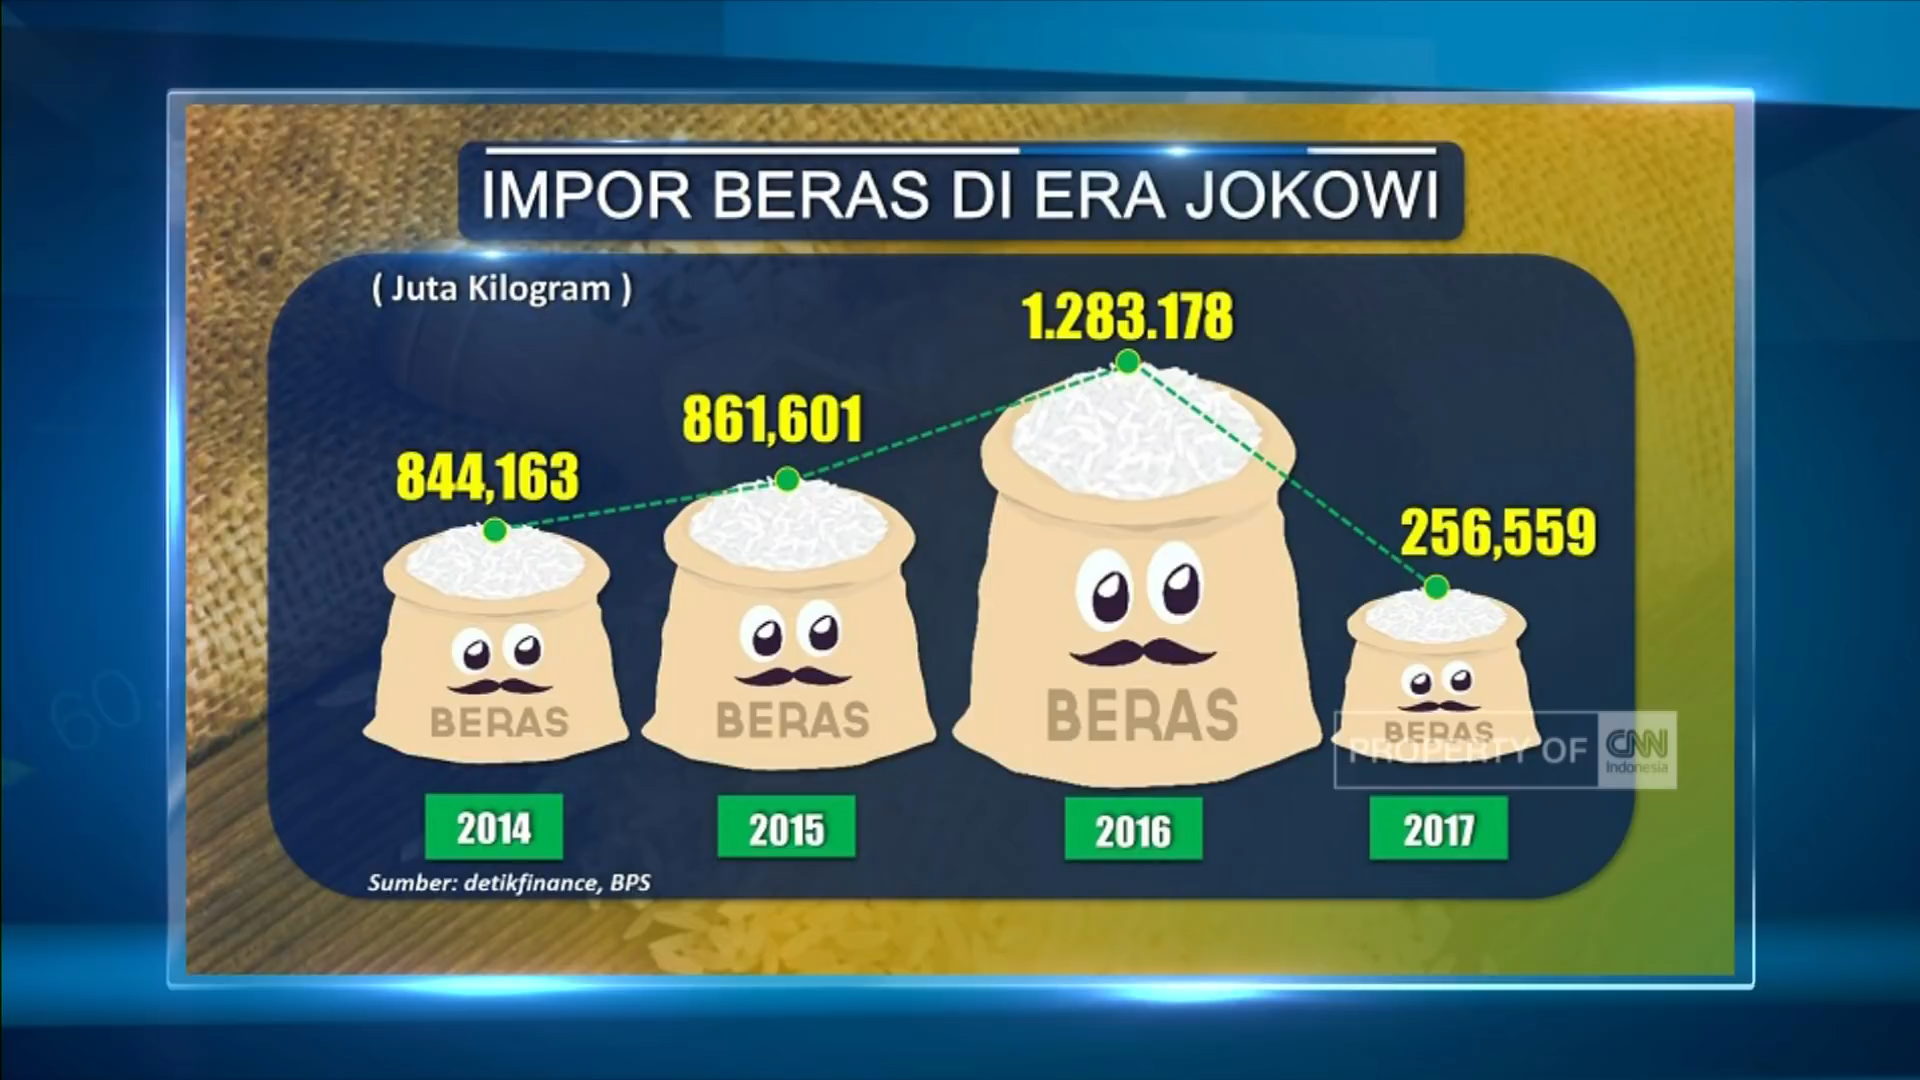 IMPOR BERAS DI ERA JOKOWI
( Juta Kilogram )
844,163
861,601
1.283.178
256,559
BERAS
BERAS
BERAS
BERAS
PROPERTY OF
CNN
Indonesia
2014
2015
2016
2017
Sumber: detikfinance, BPS